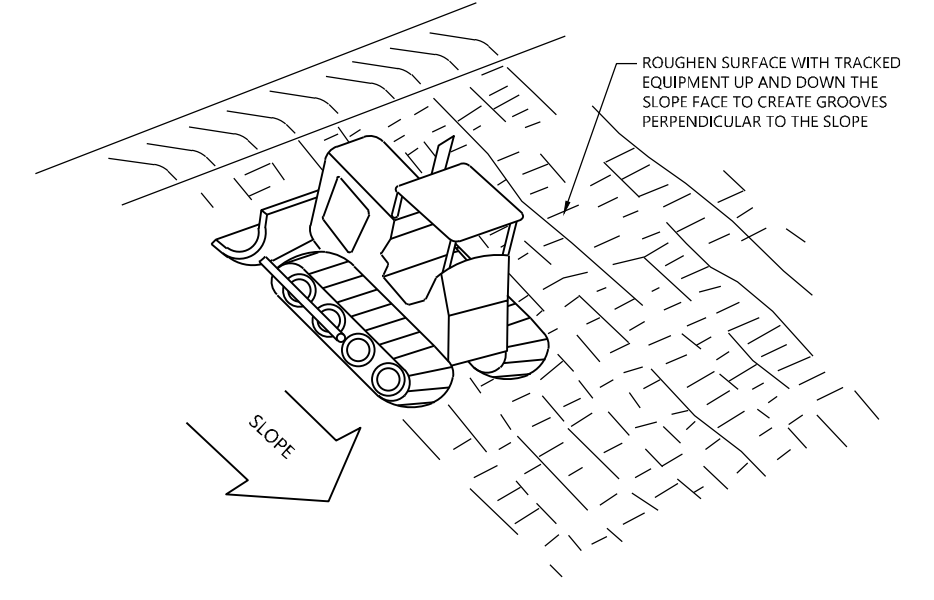 ROUGHEN SURFACE WITH TRACKED
EQUIPMENT UP AND DOWN THE
SLOPE FACE TO CREATE GROOVES
PERPENDICULAR TO THE SLOPE
SLOPE